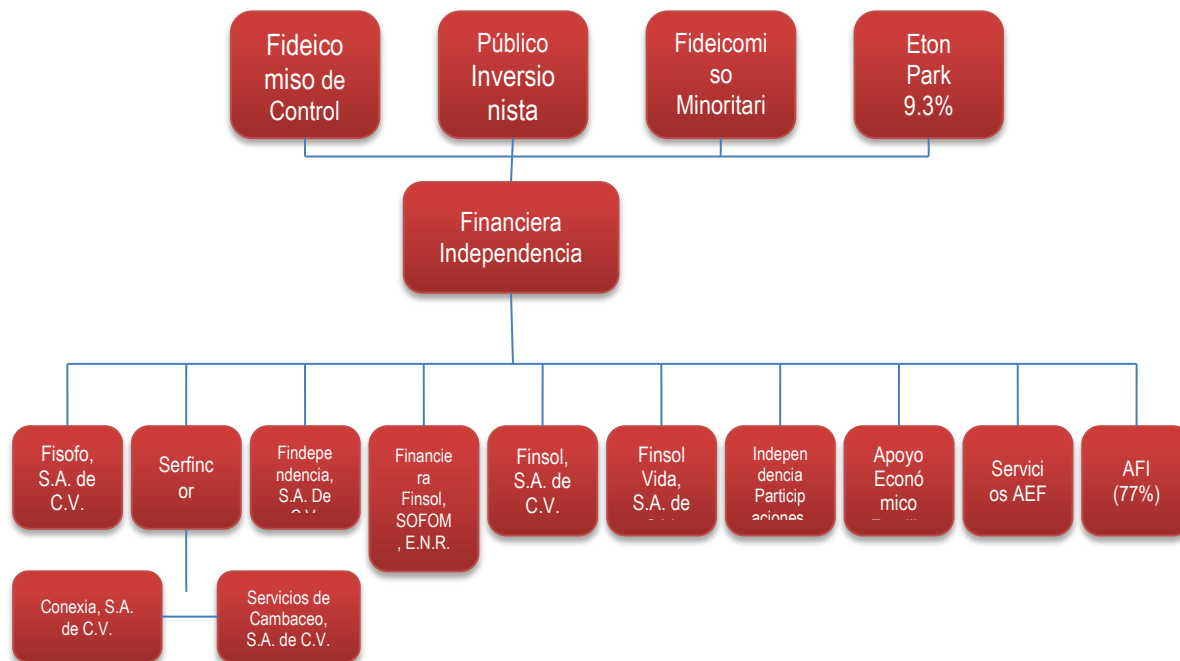 Fideico
miso de
Control
Público
Inversio
nista
Fideicomi
so
Minoritari
Eton
Park
9.3%
Financiera
Independencia
Fisofo,
S.A. de
C.V.
Serfinc
or
Findepe
ndencia,
S.A. De
C.V.
Financie
ra
Finsol,
SOFOM
, E.N.R.
Finsol,
S.A. de
C.V.
Finsol
Vida,
S.A. de
Indepen
dencia
Particip
aciones,
Apoyo
Econó
mico
Servici
os AEF
AFI
(77%)
Conexia, S.A.
de C.V.
Servicios de
Cambaceo,
S.A. de C.V.